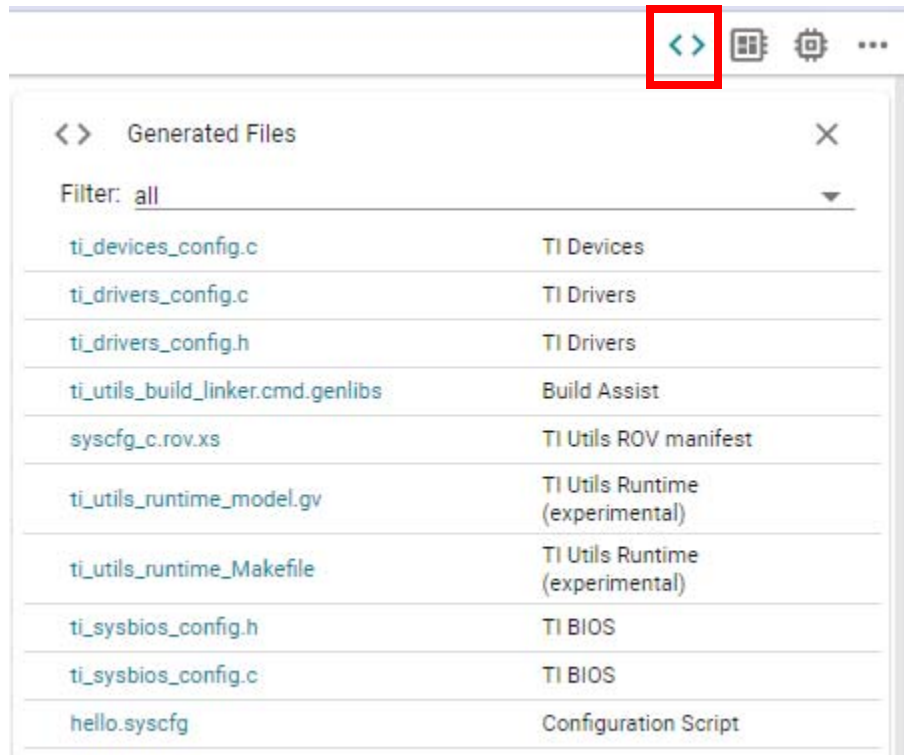 Generated Files
Filter: all
ti_devices_config.c TI Devices
ti_drivers_config.c TI Drivers
ti_drivers_config.h TI Drivers
ti_utils_build_linker.cmd.genlibs Build Assist
syscfg_c.rov.xs TI Utils ROV manifest
ti_utils_runtime_model.gv TI Utils Runtime
(experimental)
ti_utils_runtime_Makefile TI Utils Runtime
(experimental)
ti_sysbios_config.h TI BIOS
ti_sysbios_config.c TI BIOS
hello.syscfg Configuration Script